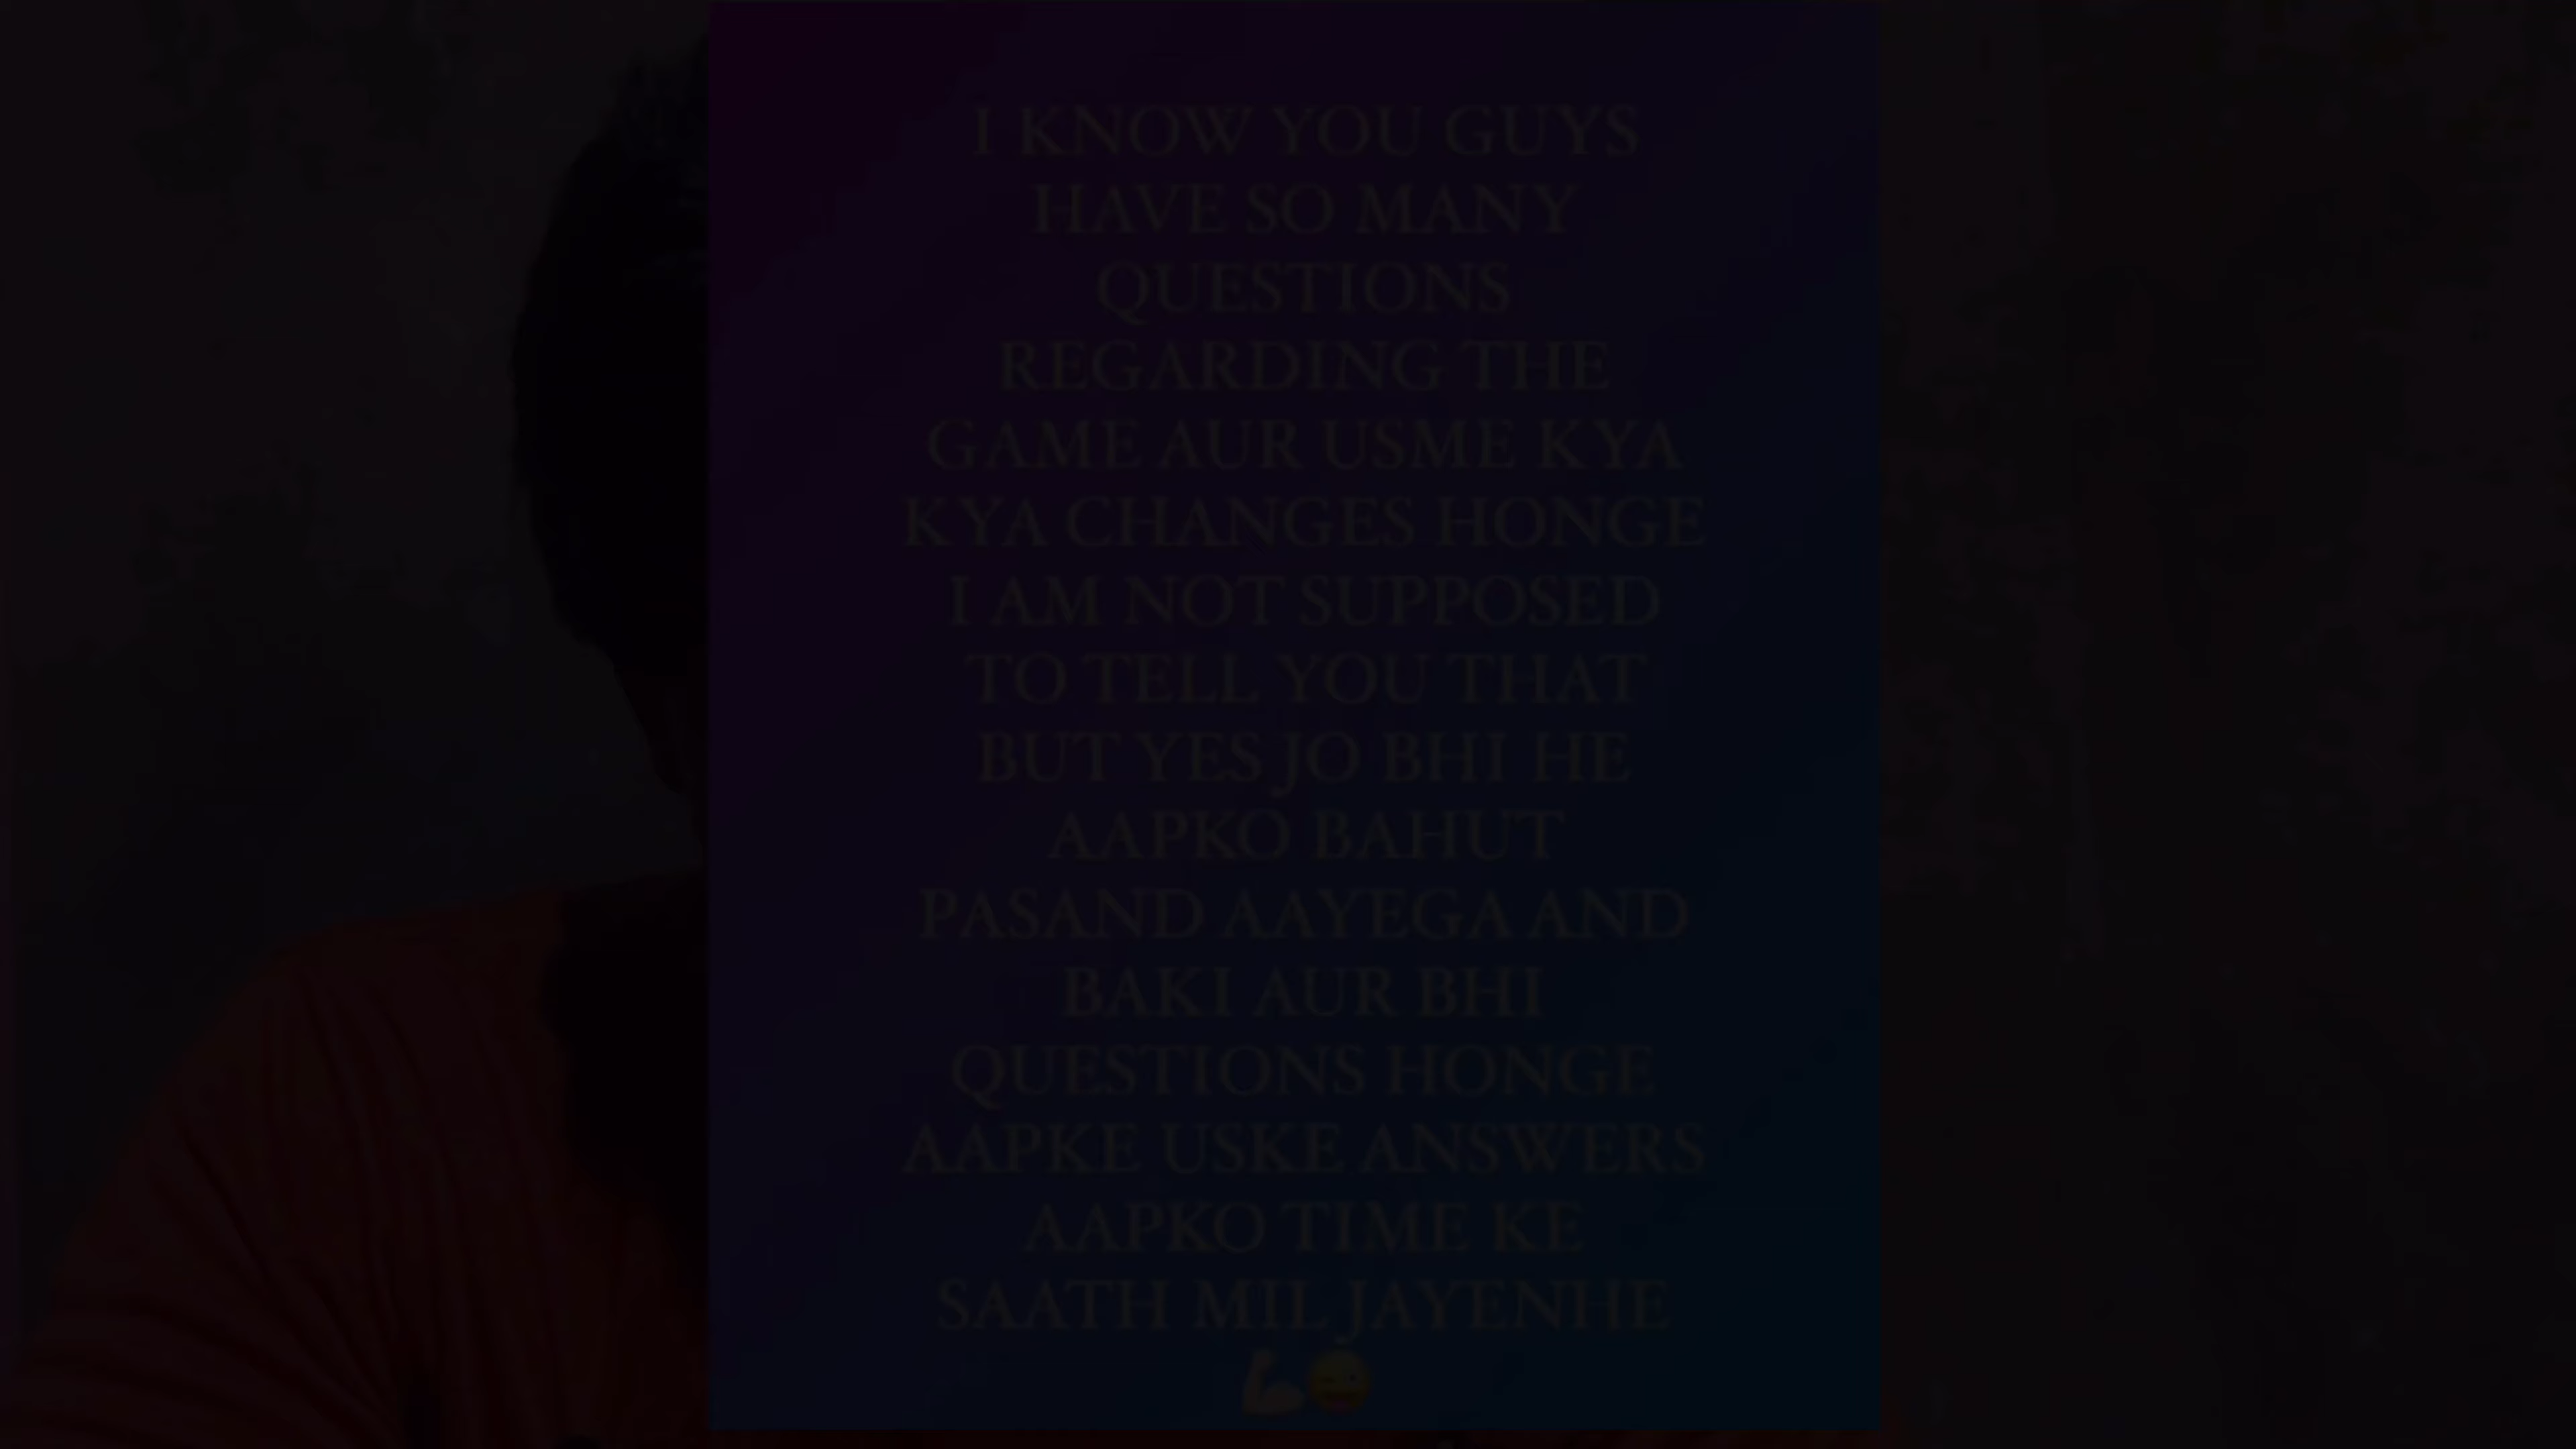 I KNOW YOU GUYS
HAVE SO MANY
QUESTIONS
REGARDING THE
GAME AUR USME KYA
KYA CHANGES HONGE
I AM NOT SUPPOSED
TO TELL YOU THAT
BUT YES JO BHI HE
AAPKO BAHUT
PASAND AAYEGA AND
BAKI AUR BHI
QUESTIONS HONGE
AAPKE USKE ANSWERS
AAPKO TIME KE
SAATH MIL JAYENHE
💪😜